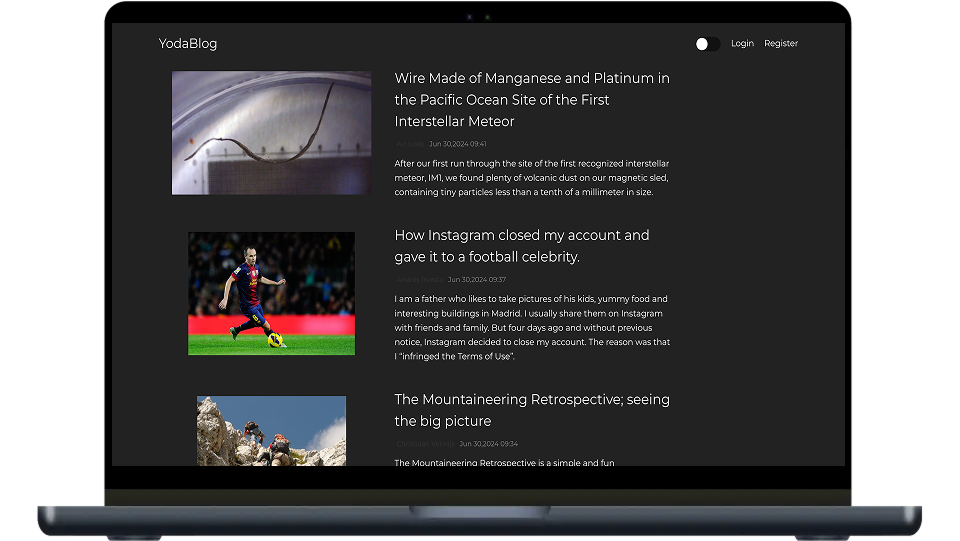 YodaBlog
Login Register
Wire Made of Manganese and Platinum in
the Pacific Ocean Site of the First
Interstellar Meteor
Jun 30,2024 09:41
After our first run through the site of the first recognized interstellar
meteor, IM1, we found plenty of volcanic dust on our magnetic sled,
containing tiny particles less than a tenth of a millimeter in size.
How Instagram closed my account and
gave it to a football celebrity.
Jun 30,2024 09:37
I am a father who likes to take pictures of his kids, yummy food and
interesting buildings in Madrid. I usually share them on Instagram
with friends and family. But four days ago and without previous
notice, Instagram decided to close my account. The reason was that
I “infringed the Terms of Use”.
The Mountaineering Retrospective; seeing
the big picture
Jun 30,2024 09:34
The Mountaineering Retrospective is a simple and fun